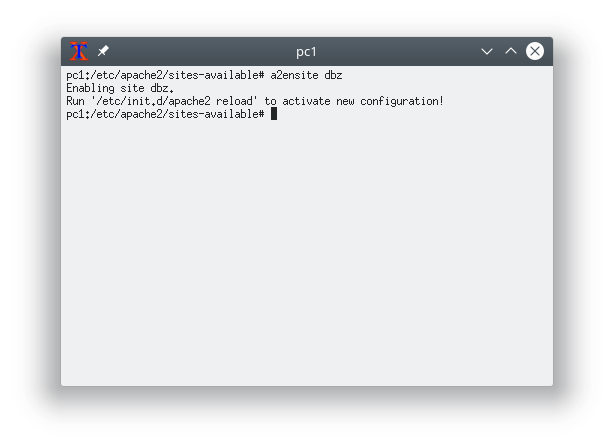 pc1
pc1:/etc/apache2/sites-available# a2ensite dbz
Enabling site dbz.
Run '/etc/init.d/apache2 reload' to activate new configuration!
pc1:/etc/apache2/sites-available#